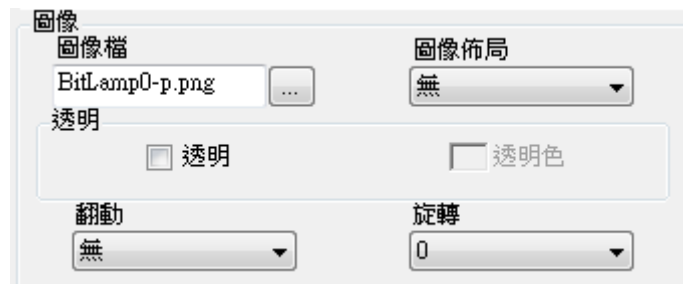 圖像
圖像檔 圖像佈局
BitLamp0-p.png ... 無
透明
透明 透明色
翻動 旋轉
無 0